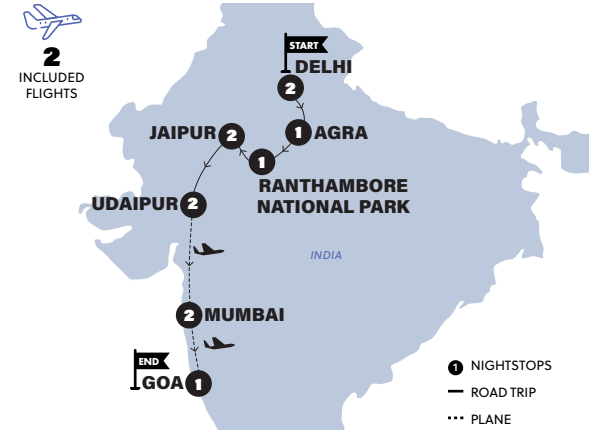 2
INCLUDED
FLIGHTS
START
DELHI
2
JAIPUR 2
1 AGRA
1
RANTHAMBORE
NATIONAL PARK
UDAIPUR 2
INDIA
2 MUMBAI
END
GOA 1
1 NIGHTSTOPS
ROAD TRIP
PLANE